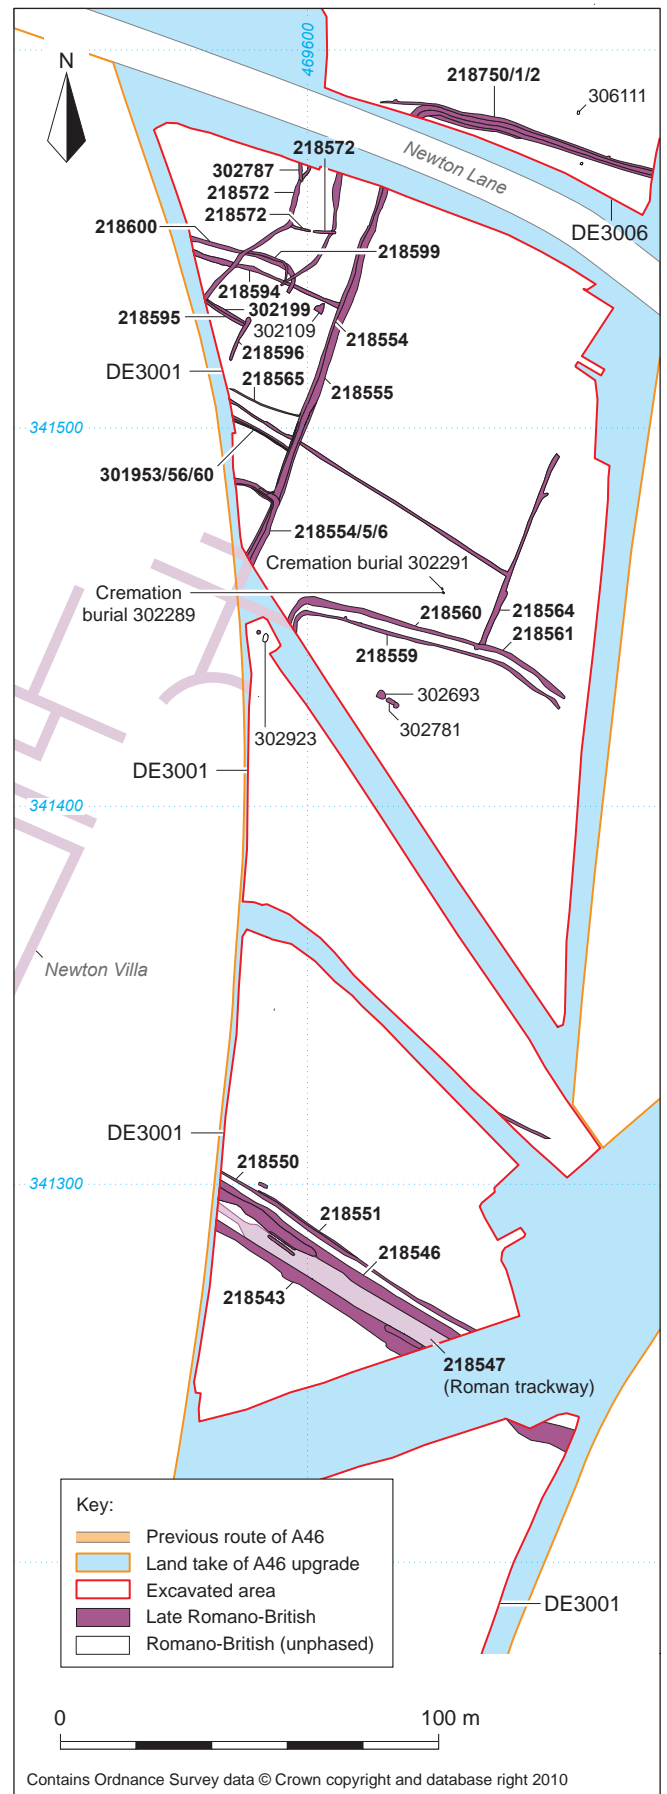 469600
N
218750/1/2
306111
Newton Lane
DE3006
218572
302787
218572
218572
218600
218599
218594
302199
218595
302109
218554
218596
DE3001
218565
218555
341500
301953/56/60
218554/5/6
Cremation burial 302291
Cremation
burial 302289
218560
218564
218561
218559
302693
302781
302923
DE3001
341400
Newton Villa
DE3001
218550
341300
218551
218546
218543
218547
(Roman trackway)
Key:
Previous route of A46
Land take of A46 upgrade
Excavated area
Late Romano-British
Romano-British (unphased)
DE3001
0 100 m
Contains Ordnance Survey data © Crown copyright and database right 2010